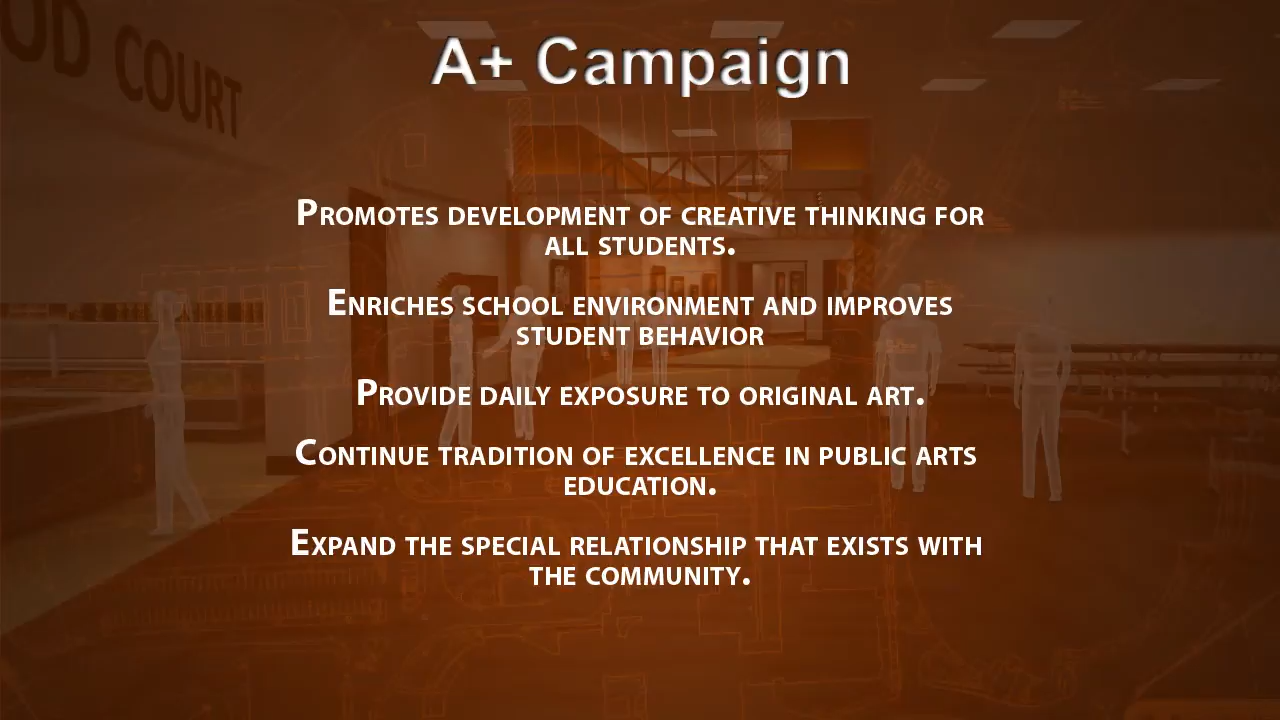 OD COURT
A+ Campaign
Promotes development of creative thinking for
all students.
Enriches school environment and improves
student behavior
Provide daily exposure to original art.
Continue tradition of excellence in public arts
education.
Expand the special relationship that exists with
the community.